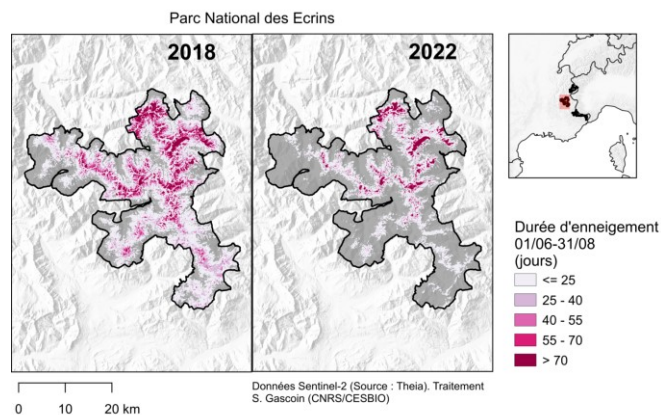 Parc National des Ecrins
2018
2022
Durée d'enneigement
01/06-31/08
(jours)
<= 25
25 - 40
40 - 55
55 - 70
> 70
0 10 20 km
Données Sentinel-2 (Source : Theia). Traitement
S. Gascoin (CNRS/CESBIO)